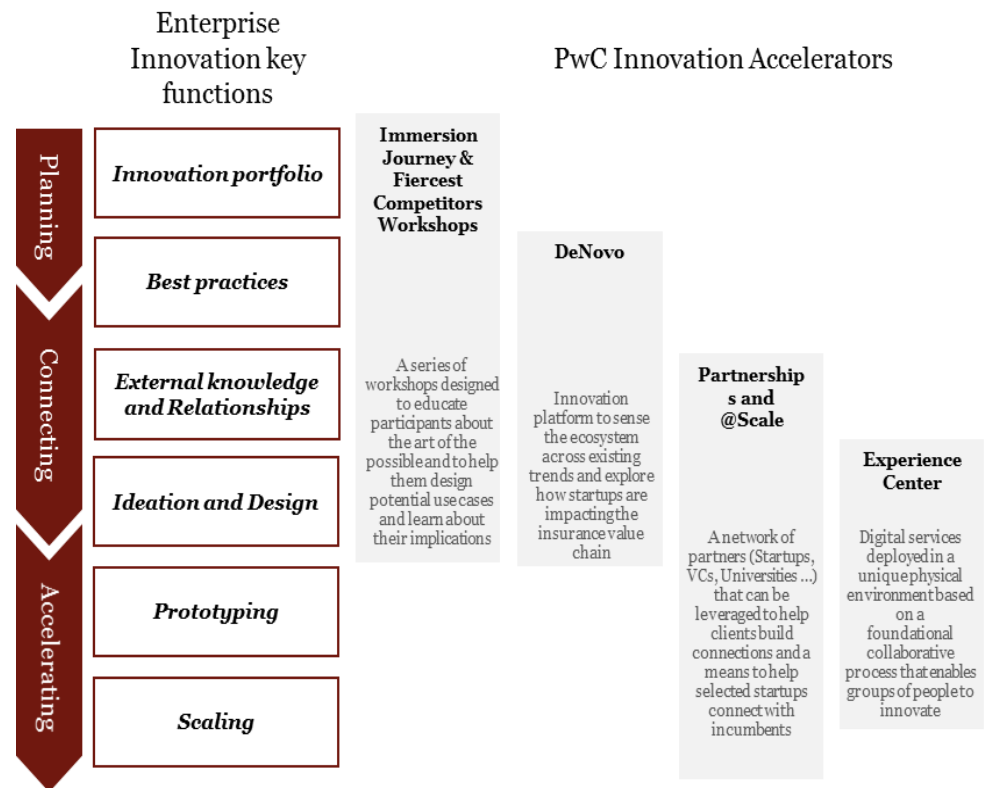 Enterprise
Innovation key
functions
PwC Innovation Accelerators
Planning
Connecting
Accelerating
Innovation portfolio
Best practices
External knowledge
and Relationships
Ideation and Design
Prototyping
Scaling
Immersion
Journey &
Fiercest
Competitors
Workshops
A series of
workshops designed
to educate
participants about
the art of the
possible and to help
them design
potential use cases
and learn about
their implications
DeNovo
Innovation
platform to sense
the ecosystem
across existing
trends and explore
how startups are
impacting the
insurance value
chain
Partnership
s and
@Scale
A network of
partners (Startups,
VCs, Universities ...)
that can be
leveraged to help
clients build
connections and a
means to help
selected startups
connect with
incumbents
Experience
Center
Digital services
deployed in a
unique physical
environment based
on a
foundational
collaborative
process that enables
groups of people to
innovate